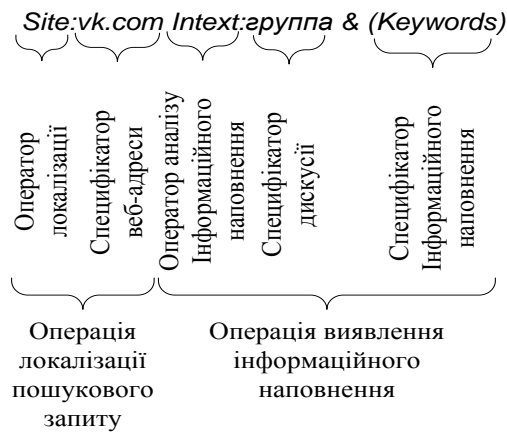 Site:vk.com Intext:группа & (Keywords)
Оператор
локалізації
Специфікатор
веб-адреси
Оператор аналізу
Інформаційного
наповнення
Специфікатор
дискусії
Специфікатор
Інформаційного
наповнення
Операція
локалізації
пошукового
запиту
Операція виявлення
інформаційного
наповнення